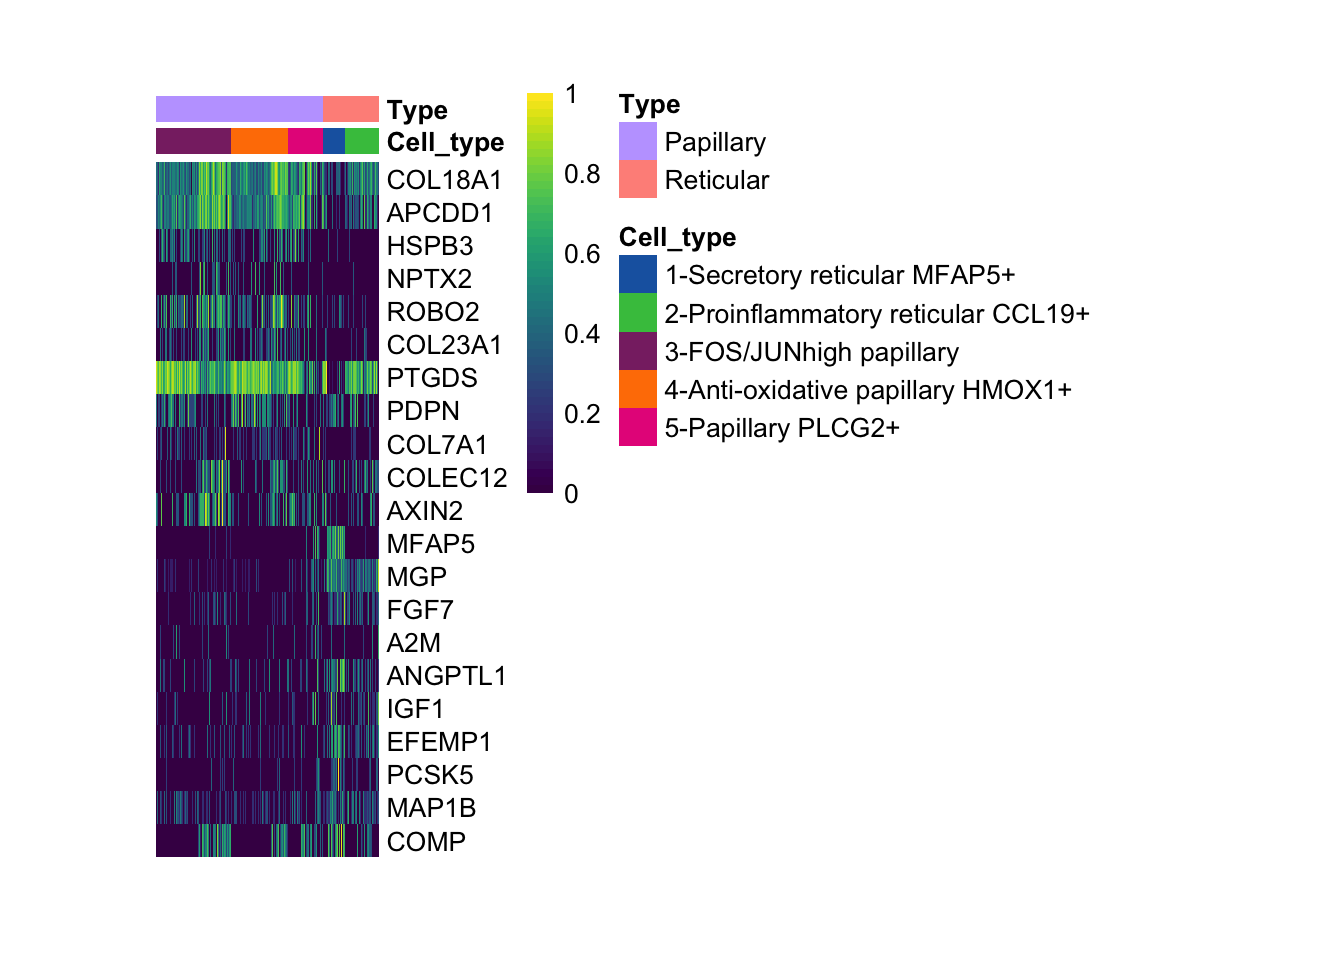 Type
Cell_type
COL18A1
APCDD1
HSPB3
NPTX2
ROBO2
COL23A1
PTGDS
PDPN
COL7A1
COLEC12
AXIN2
MFAP5
MGP
FGF7
A2M
ANGPTL1
IGF1
EFEMP1
PCSK5
MAP1B
COMP
1
0.8
0.6
0.4
0.2
0
Type
Papillary
Reticular
Cell_type
1-Secretory reticular MFAP5+
2-Proinflammatory reticular CCL19+
3-FOS/JUNhigh papillary
4-Anti-oxidative papillary HMOX1+
5-Papillary PLCG2+